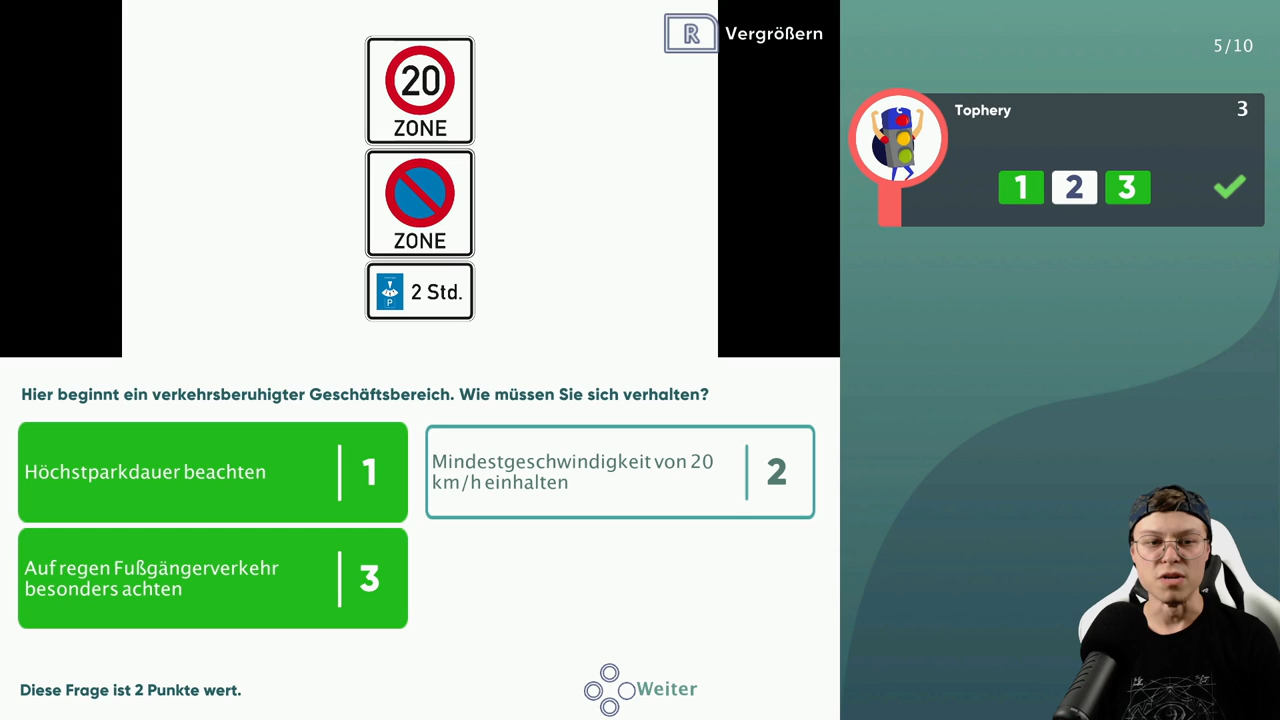 20
ZONE
ZONE
P 2 Std.
R Vergrößern
5/10
Tophery 3
1 2 3
Hier beginnt ein verkehrsberuhigter Geschäftsbereich. Wie müssen Sie sich verhalten?
Höchstparkdauer beachten 1
Mindestgeschwindigkeit von 20
km/h einhalten 2
Auf regen Fußgängerverkehr
besonders achten 3
Diese Frage ist 2 Punkte wert.
Weiter